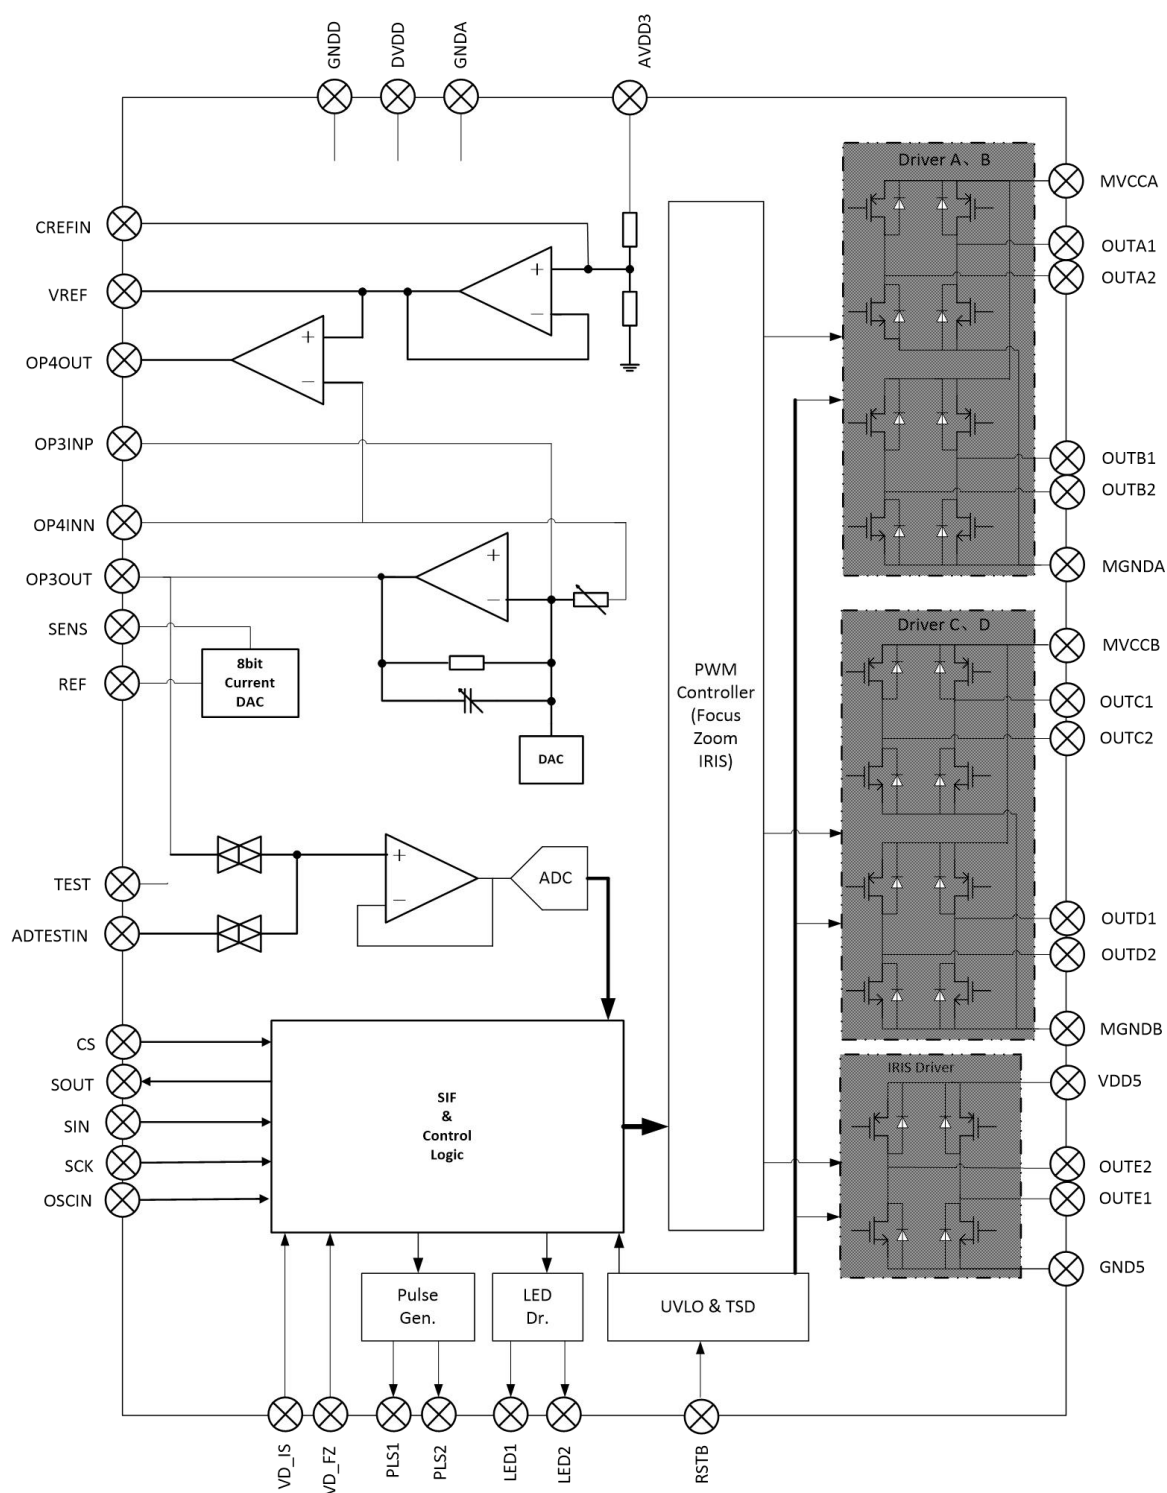 GNDD
DVDD
GNDA
AVDD3
CREFIN
VREF
OP4OUT
OP3INP
OP4INN
OP3OUT
SENS
REF
TEST
ADTESTIN
CS
SOUT
SIN
SCK
OSCIN
+
−
+
−
+
−
8bit
Current
DAC
DAC
+
−
ADC
SIF
&
Control
Logic
Pulse
Gen.
LED
Dr.
UVLO & TSD
PWM
Controller
(Focus
Zoom
IRIS)
Driver A、B
Driver C、D
IRIS Driver
MVCCA
OUTA1
OUTA2
OUTB1
OUTB2
MGNDA
MVCCB
OUTC1
OUTC2
OUTD1
OUTD2
MGNDB
VDD5
OUTE2
OUTE1
GND5
VD_IS
VD_FZ
PLS1
PLS2
LED1
LED2
RSTB